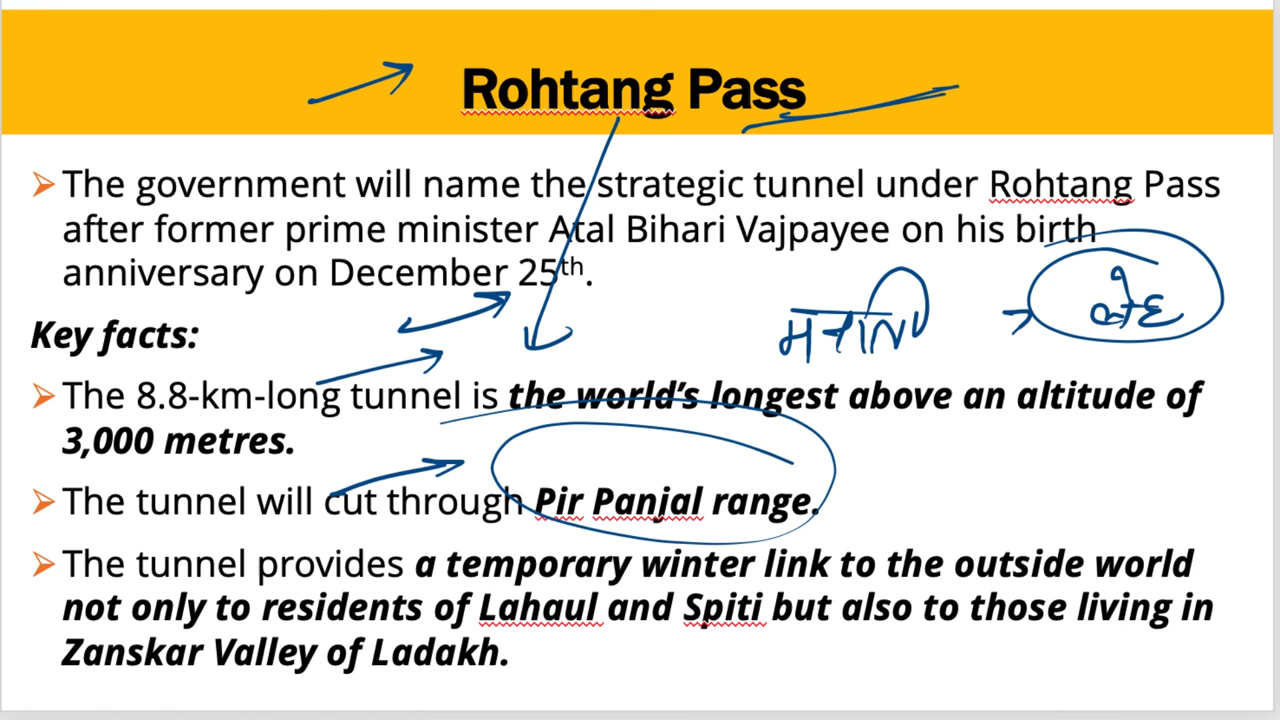 Rohtang Pass
➢ The government will name the strategic tunnel under Rohtang Pass
after former prime minister Atal Bihari Vajpayee on his birth
anniversary on December 25th.
Key facts:
➢ The 8.8-km-long tunnel is the world's longest above an altitude of
3,000 metres.
➢ The tunnel will cut through Pir Panjal range.
➢ The tunnel provides a temporary winter link to the outside world
not only to residents of Lahaul and Spiti but also to those living in
Zanskar Valley of Ladakh.